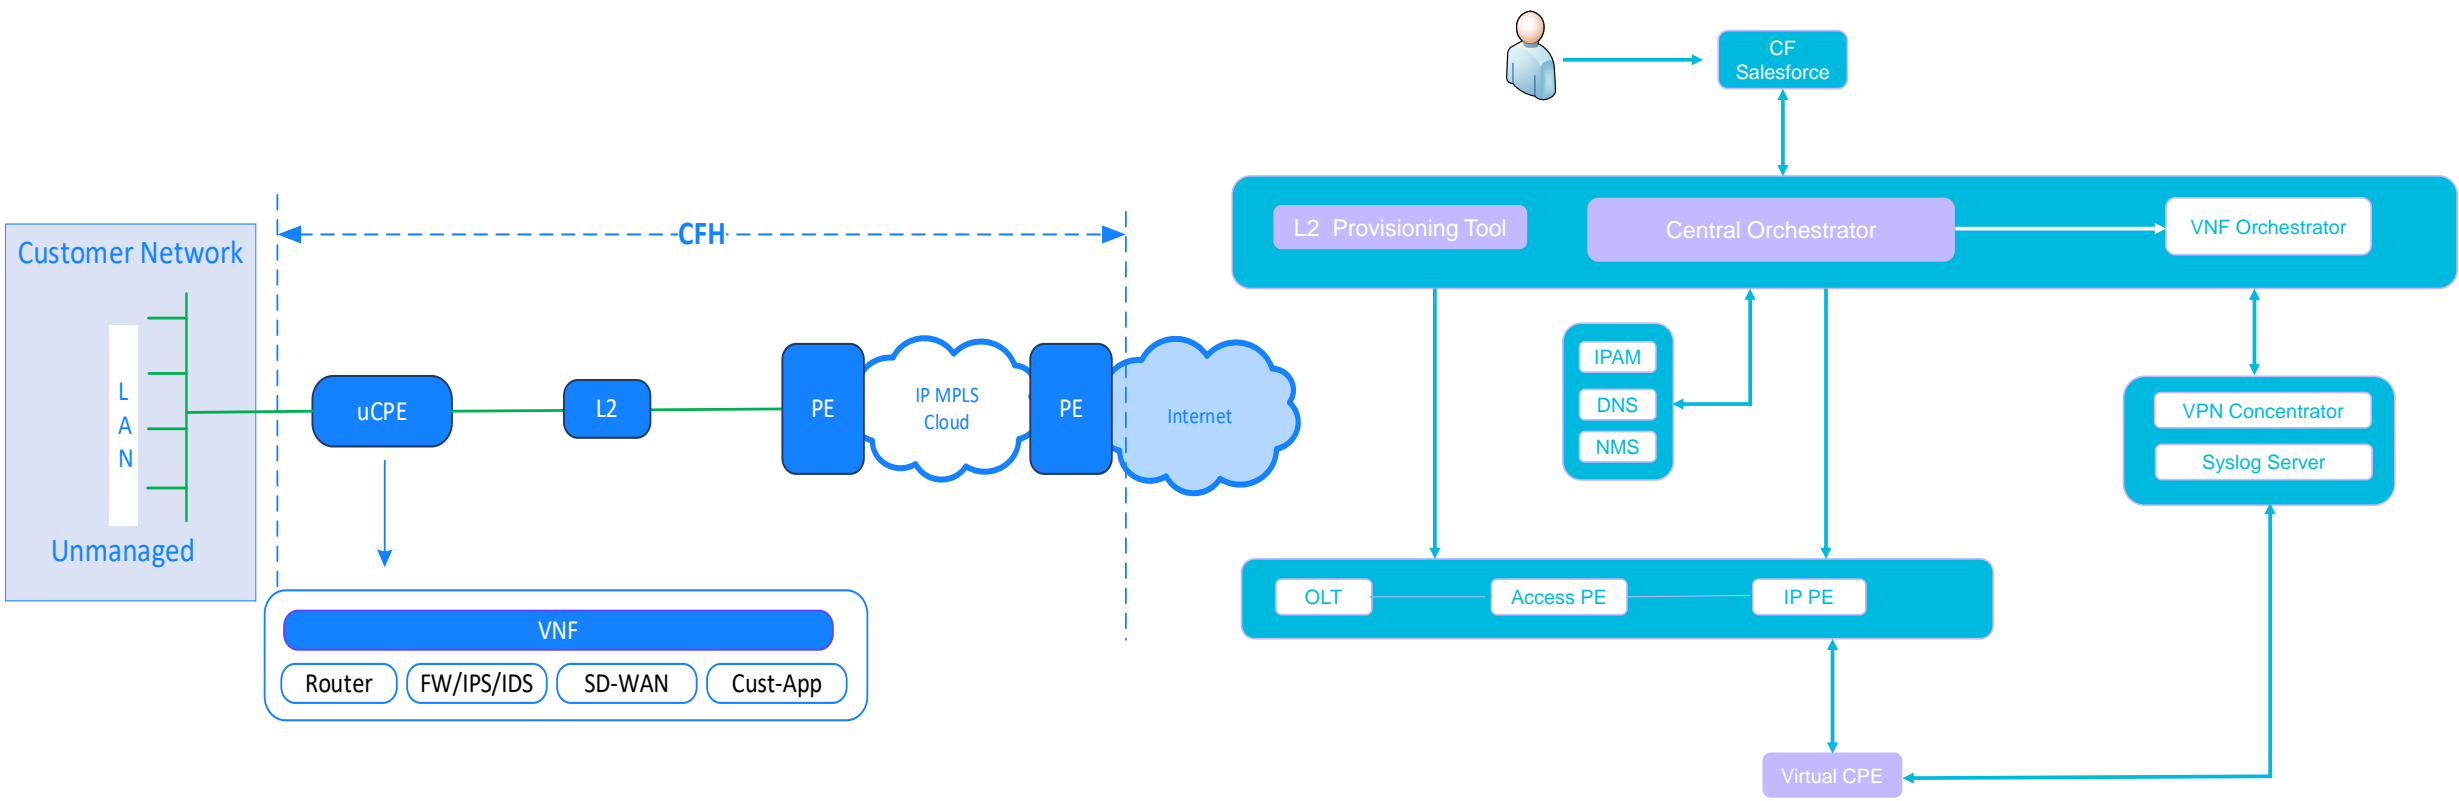 Customer Network
L
A
N
Unmanaged
CFH
uCPE
L2
PE
IP MPLS
Cloud
PE
Internet
VNF
Router
FW/IPS/IDS
SD-WAN
Cust-App
CF
Salesforce
L2 Provisioning Tool
Central Orchestrator
VNF Orchestrator
IPAM
DNS
NMS
VPN Concentrator
Syslog Server
OLT
Access PE
IP PE
Virtual CPE